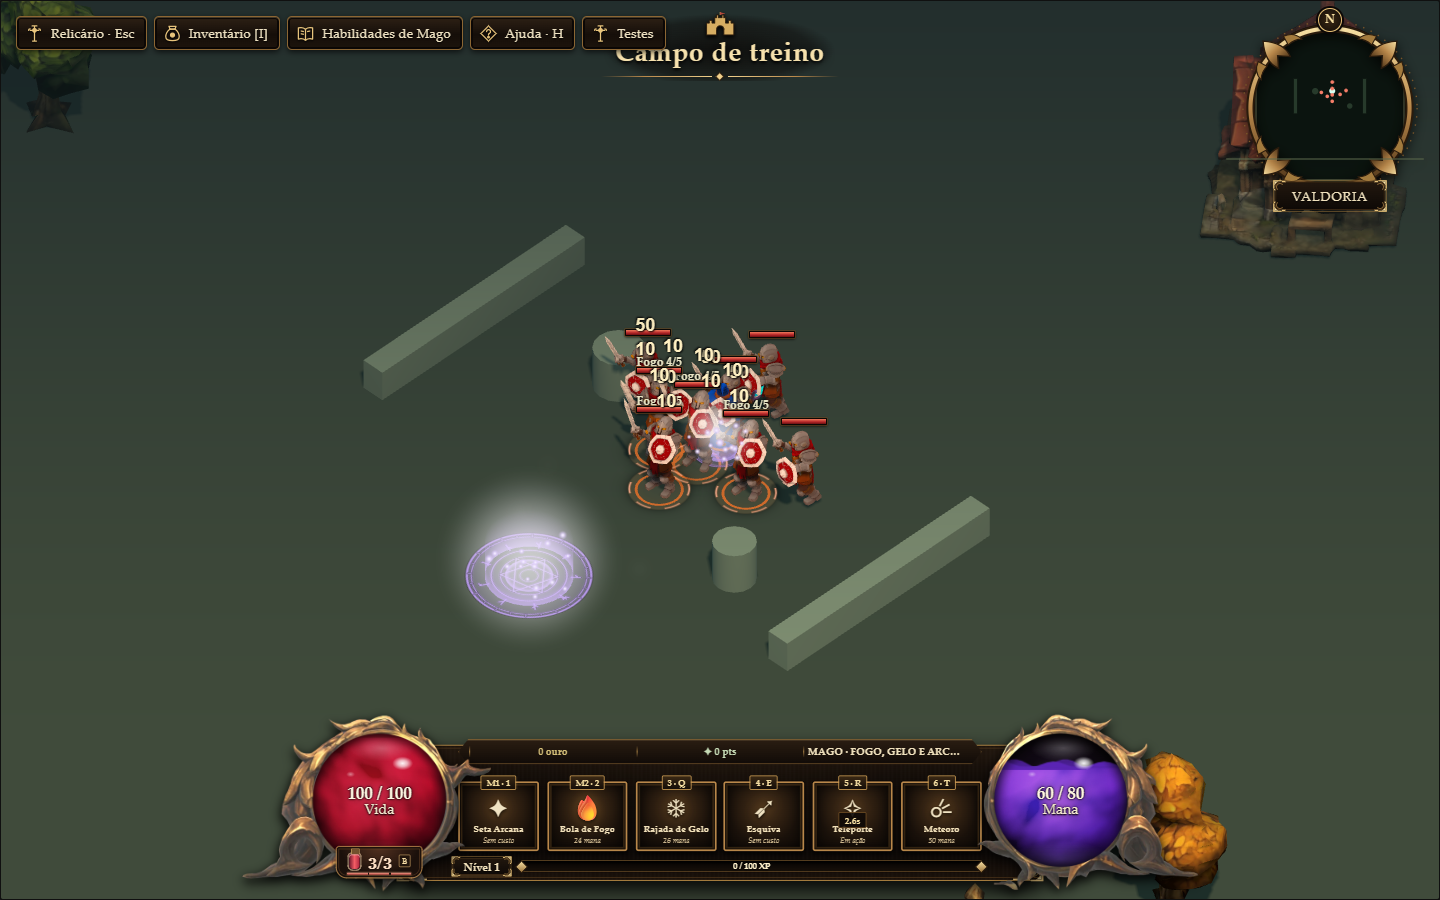 Relicário · Esc
Inventário [I]
Habilidades de Mago
Ajuda · H
Testes
Campo de treino
N
VALDORIA
50
10
10
Fogo 4/5
10
10
10
10
10
10
Fogo 4/5
0 ouro
0 pts
MAGO · FOGO, GELO E ARC...
100 / 100
Vida
3/3
B
M1 · 1
Seta Arcana
Sem custo
M2 · 2
Bola de Fogo
24 mana
3 · Q
Rajada de Gelo
26 mana
4 · E
Esquiva
Sem custo
5 · R
2.6s
Teleporte
Em ação
6 · T
Meteoro
50 mana
60 / 80
Mana
Nível 1
0 / 100 XP